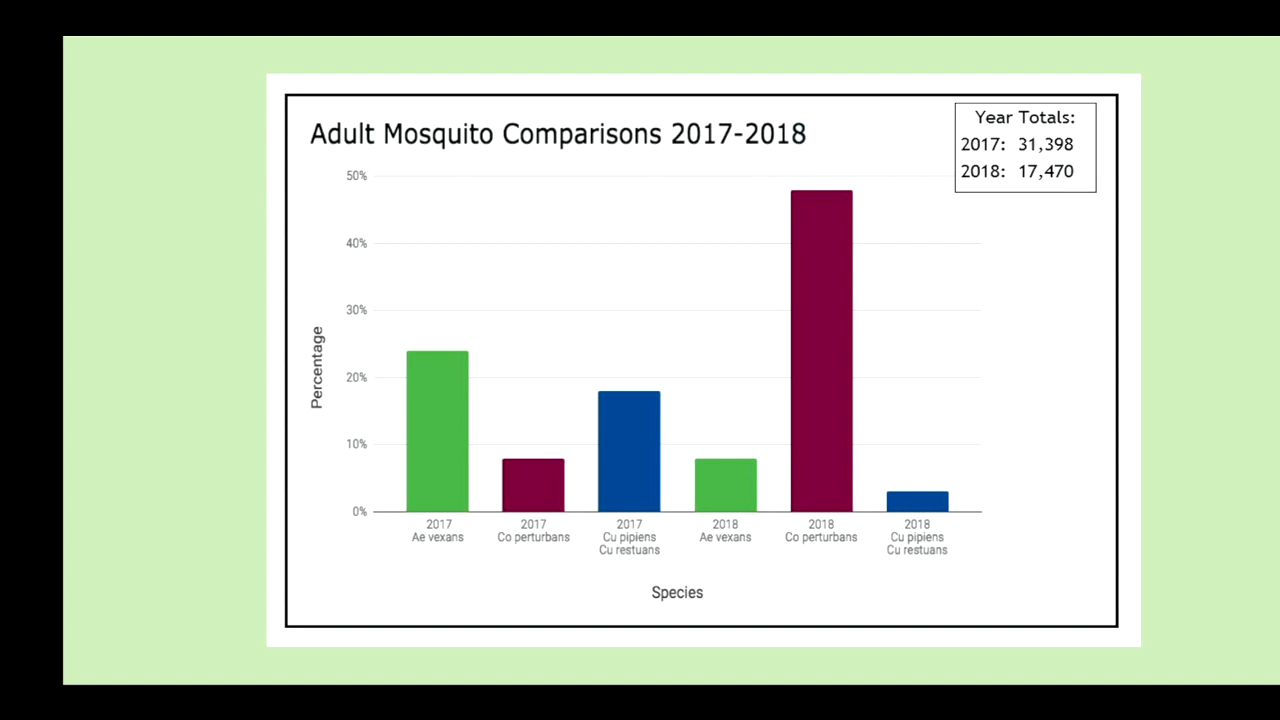 Adult Mosquito Comparisons 2017-2018
Year Totals:
2017: 31,398
2018: 17,470
50%
40%
30%
20%
10%
0%
Percentage
2017
Ae vexans
2017
Co perturbans
2017
Cu pipiens
Cu restuans
2018
Ae vexans
2018
Co perturbans
2018
Cu pipiens
Cu restuans
Species